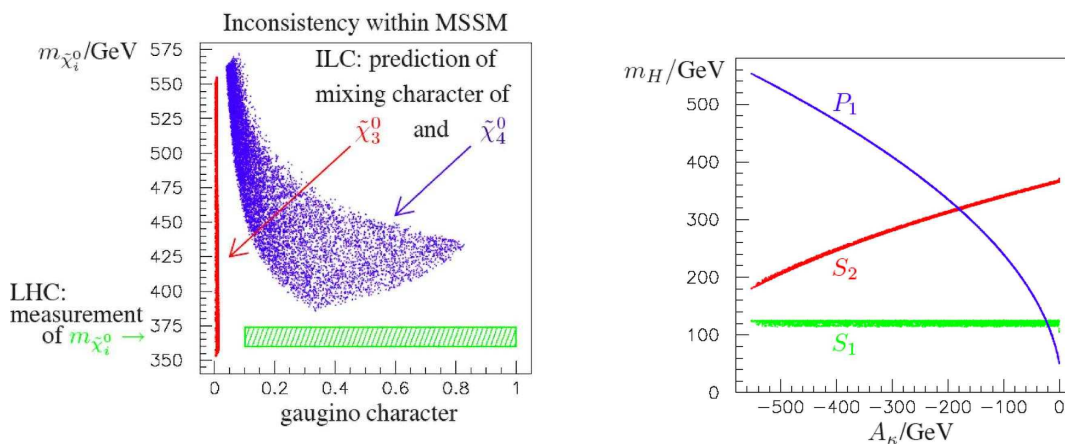 Inconsistency within MSSM
m_χ̃_i^0/GeV
575
550
525
500
475
450
425
400
375
350
ILC: prediction of
mixing character of
χ̃_3^0 and χ̃_4^0
LHC:
measurement
of m_χ̃_i^0 →
0 0.2 0.4 0.6 0.8 1
gaugino character
m_H/GeV
500
400
300
200
100
0
P_1
S_2
S_1
−500 −400 −300 −200 −100 0
A_κ/GeV